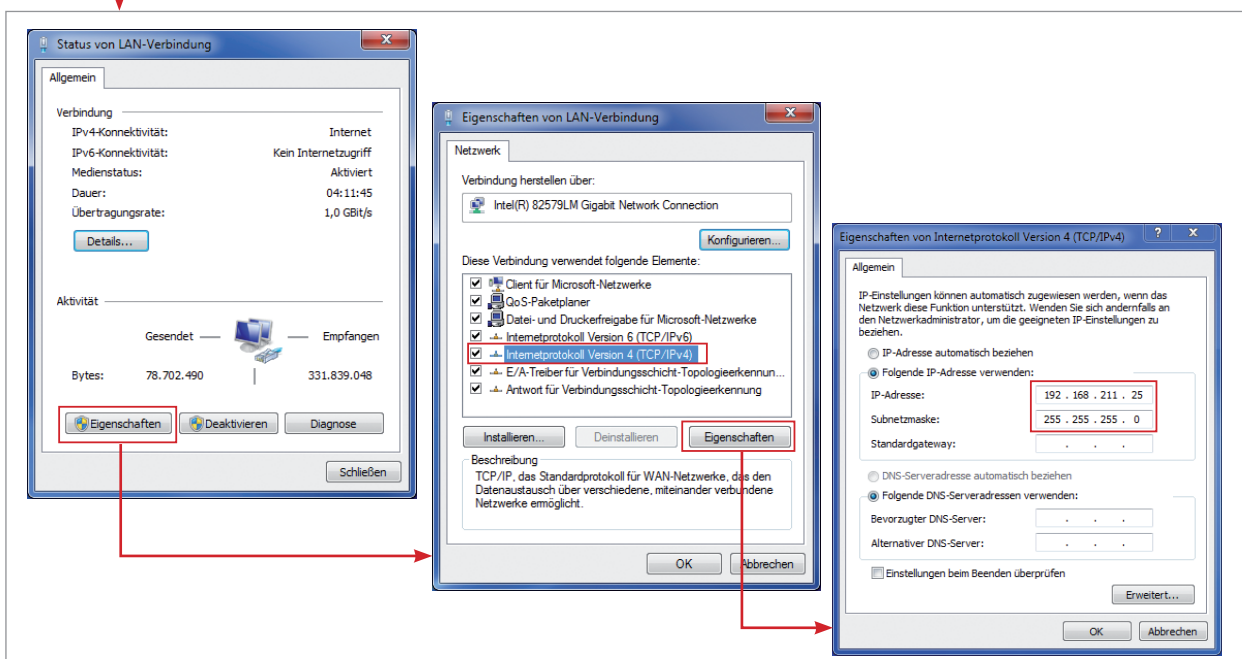 Status von LAN-Verbindung
Allgemein
Verbindung
IPv4-Konnektivität: Internet
IPv6-Konnektivität: Kein Internetzugriff
Medienstatus: Aktiviert
Dauer: 04:11:45
Übertragungsrate: 1,0 GBit/s
Details...
Aktivität
Gesendet Empfangen
Bytes: 78.702.490 331.839.048
Eigenschaften Deaktivieren Diagnose
Schließen
Eigenschaften von LAN-Verbindung
Netzwerk
Verbindung herstellen über:
Intel(R) 82579LM Gigabit Network Connection
Konfigurieren...
Diese Verbindung verwendet folgende Elemente:
Client für Microsoft-Netzwerke
QoS-Paketplaner
Datei- und Druckerfreigabe für Microsoft-Netzwerke
Internetprotokoll Version 6 (TCP/IPv6)
Internetprotokoll Version 4 (TCP/IPv4)
E/A-Treiber für Verbindungsschicht-Topologieerkennun...
Antwort für Verbindungsschicht-Topologieerkennung
Installieren... Deinstallieren Eigenschaften
Beschreibung
TCP/IP, das Standardprotokoll für WAN-Netzwerke, das den
Datenaustausch über verschiedene, miteinander verbundene
Netzwerke ermöglicht.
OK Abbrechen
Eigenschaften von Internetprotokoll Version 4 (TCP/IPv4) ?
Allgemein
IP-Einstellungen können automatisch zugewiesen werden, wenn das
Netzwerk diese Funktion unterstützt. Wenden Sie sich andernfalls an
den Netzwerkadministrator, um die geeigneten IP-Einstellungen zu
beziehen.
IP-Adresse automatisch beziehen
Folgende IP-Adresse verwenden:
IP-Adresse: 192 . 168 . 211 . 25
Subnetzmaske: 255 . 255 . 255 . 0
Standardgateway: . . .
DNS-Serveradresse automatisch beziehen
Folgende DNS-Serveradressen verwenden:
Bevorzugter DNS-Server: . . .
Alternativer DNS-Server: . . .
Einstellungen beim Beenden überprüfen
Erweitert...
OK Abbrechen